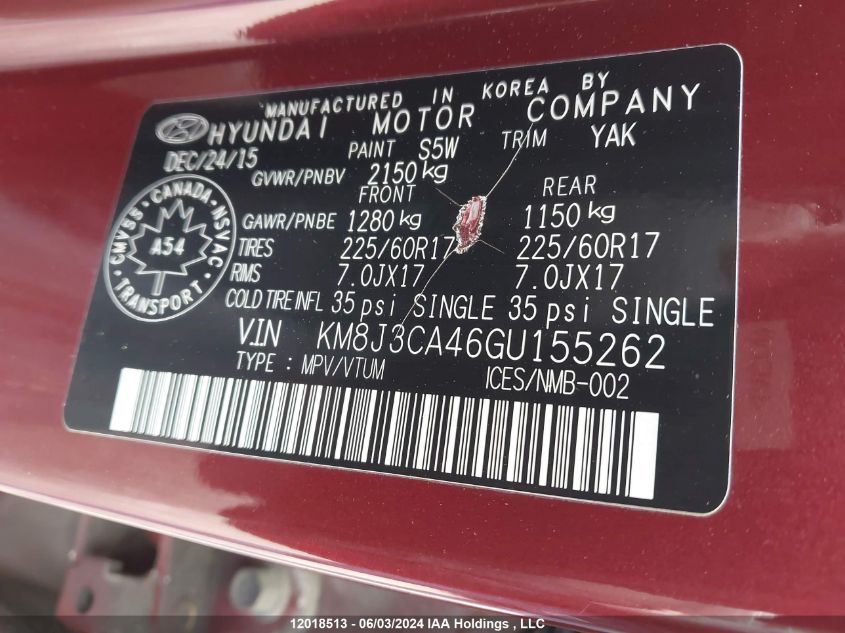 MANUFACTURED IN KOREA BY
HYUNDAI MOTOR COMPANY
DEC/24/15 PAINT S5W TRIM YAK
GVWR/PNBV 2150 kg
FRONT REAR
GAWR/PNBE 1280 kg 1150 kg
TIRES 225/60R17 225/60R17
RIMS 7.0JX17 7.0JX17
COLD TIRE INFL 35 psi SINGLE 35 psi SINGLE
CMVSS · CANADA · NSVAC
A54
TRANSPORT
VIN KM8J3CA46GU155262
TYPE : MPV/VTUM ICES/NMB-002
12018513 - 06/03/2024 IAA Holdings , LLC